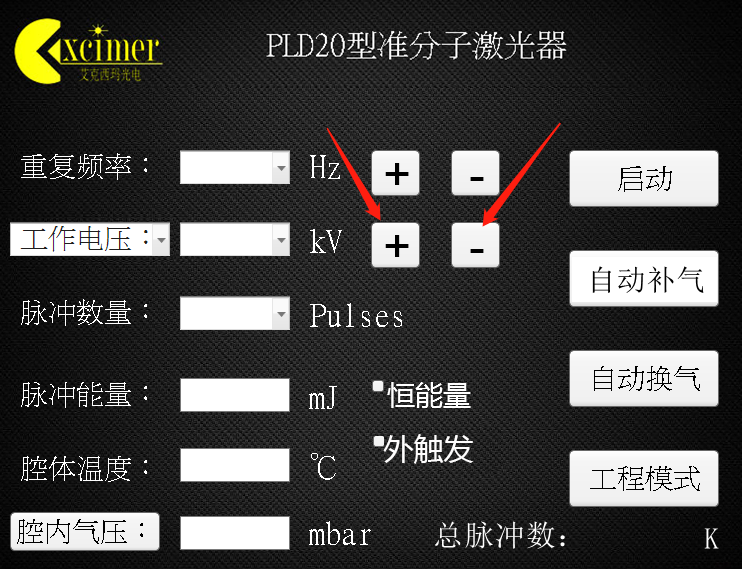 excimer
艾克西玛光电
PLD20型准分子激光器
重复频率： Hz + - 启动
工作电压： kV + -
自动补气
脉冲数量： Pulses
自动换气
脉冲能量： mJ 恒能量
外触发
腔体温度： ℃
工程模式
腔内气压： mbar 总脉冲数： K